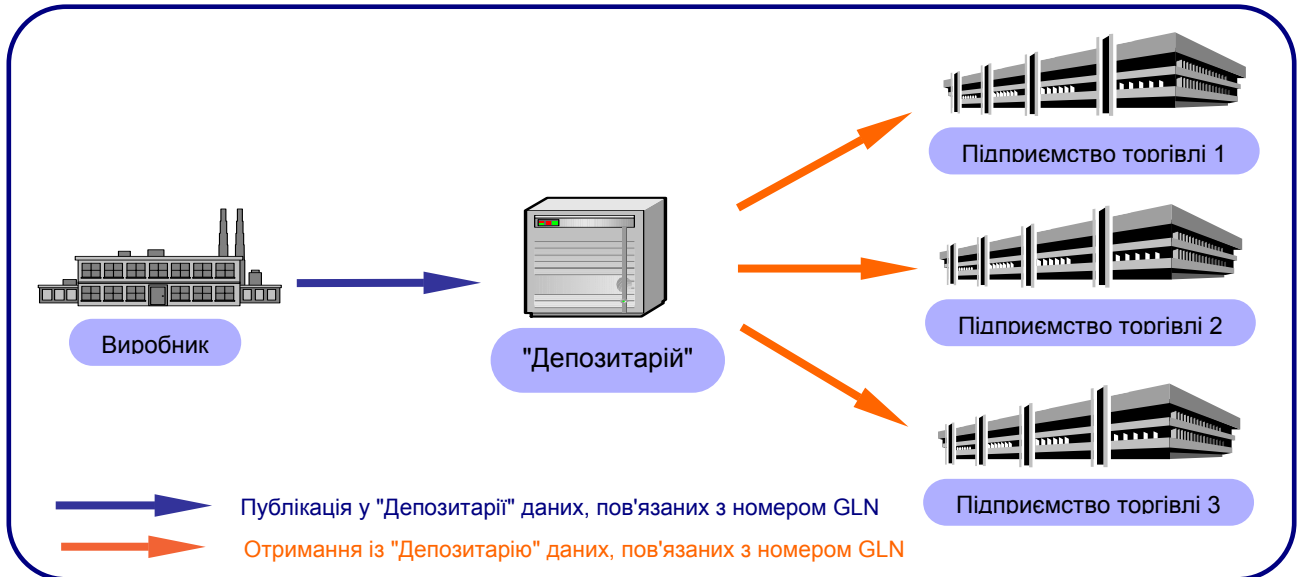 Підприємство торгівлі 1
Виробник
"Депозитарій"
Підприємство торгівлі 2
Підприємство торгівлі 3
Публікація у "Депозитарії" даних, пов'язаних з номером GLN
Отримання із "Депозитарію" даних, пов'язаних з номером GLN